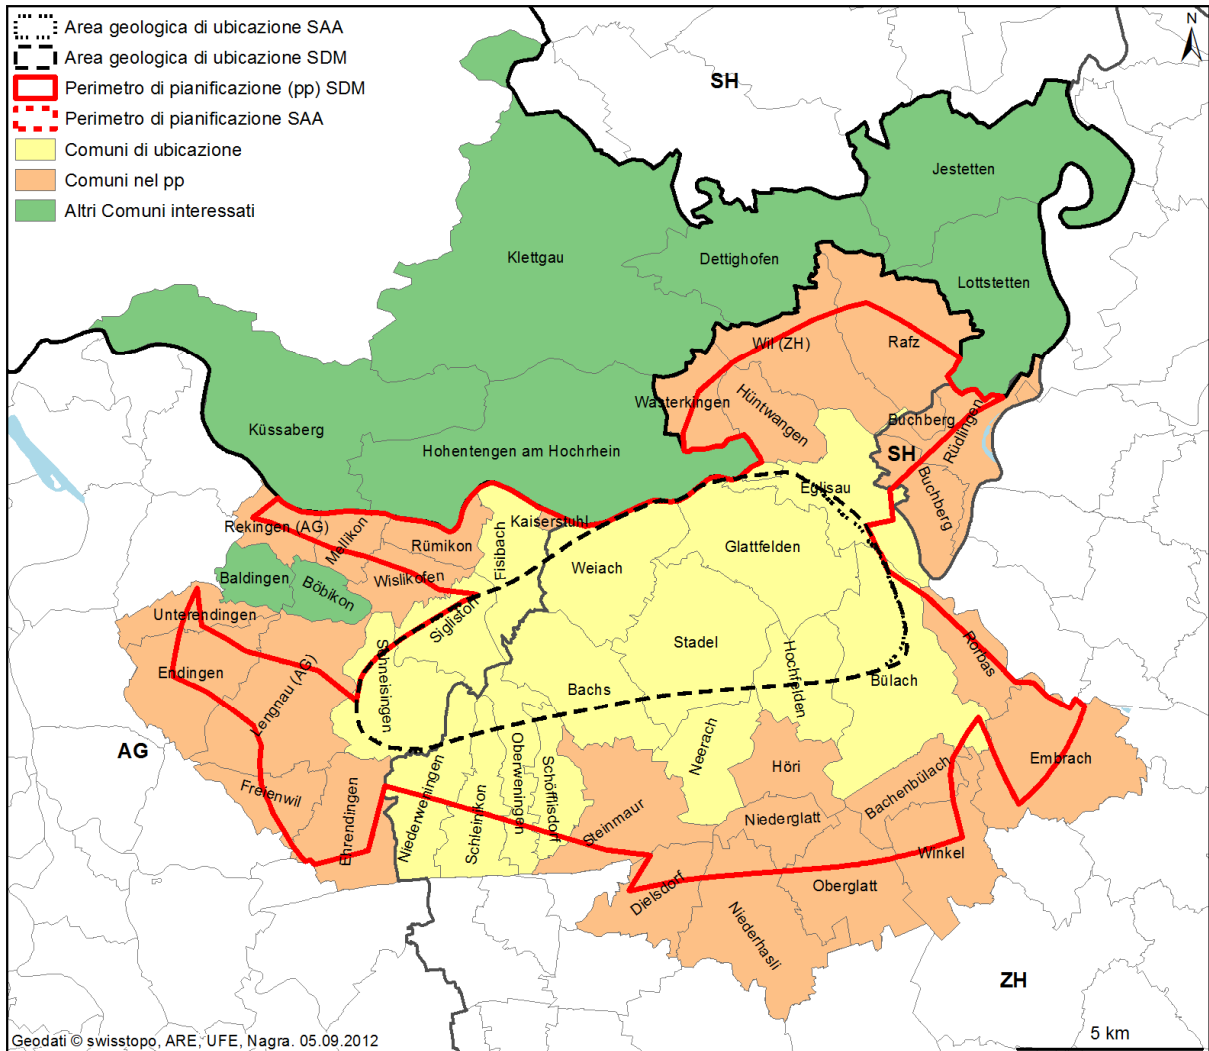 Area geologica di ubicazione SAA
Area geologica di ubicazione SDM
Perimetro di pianificazione (pp) SDM
Perimetro di pianificazione SAA
Comuni di ubicazione
Comuni nel pp
Altri Comuni interessati
N
SH
Jestetten
Klettgau
Dettighofen
Lottstetten
Wil (ZH)
Rafz
Wasterkingen
Hüntwangen
Buchberg
Rüdlingen
Küssaberg
Hohentengen am Hochrhein
SH
Buchberg
Eglisau
Rekingen (AG)
Mellikon
Rümikon
Kaiserstuhl
Fisibach
Glattfelden
Weiach
Baldingen
Böbikon
Wislikofen
Siglistorf
Unterendingen
Endingen
Lengnau (AG)
Schneisingen
Stadel
Hochfelden
Bülach
Rorbas
Bachs
AG
Neerach
Höri
Bachenbülach
Embrach
Freienwil
Ehrendingen
Niederweningen
Schleinikon
Oberweningen
Schöfflisdorf
Steinmaur
Niederglatt
Winkel
Dielsdorf
Oberglatt
Niederhasli
ZH
Geodati © swisstopo, ARE, UFE, Nagra. 05.09.2012
5 km